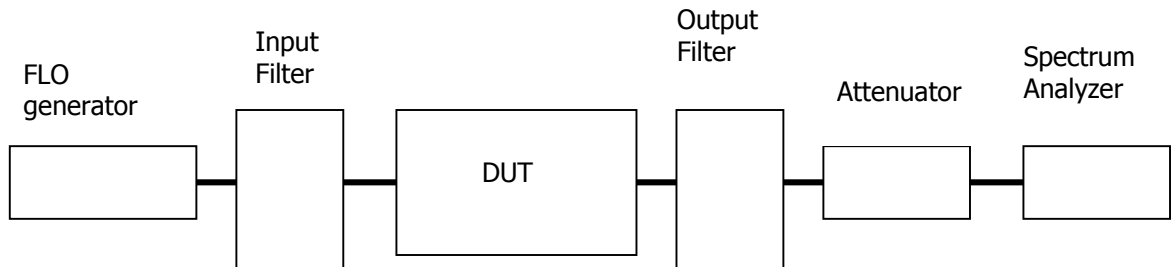 FLO
generator
Input
Filter
DUT
Output
Filter
Attenuator
Spectrum
Analyzer